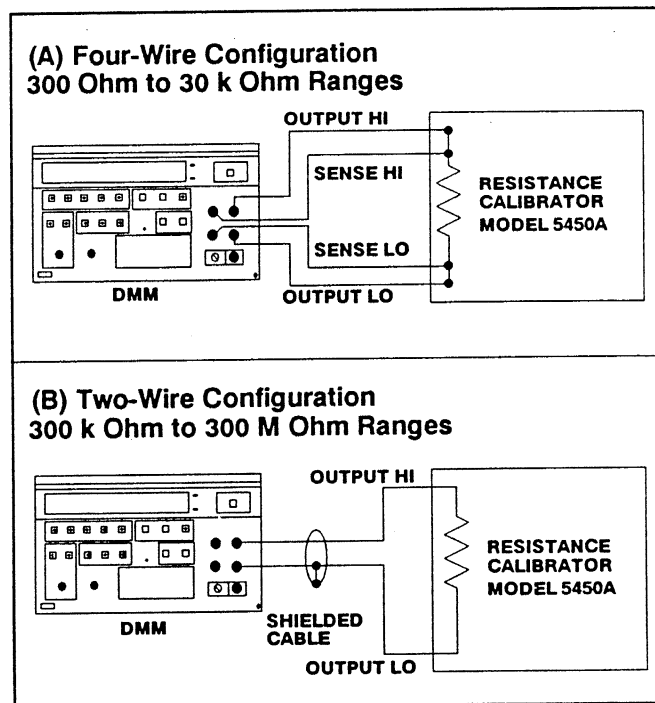 (A) Four-Wire Configuration
300 Ohm to 30 k Ohm Ranges
OUTPUT HI
SENSE HI
RESISTANCE
CALIBRATOR
MODEL 5450A
SENSE LO
OUTPUT LO
DMM
(B) Two-Wire Configuration
300 k Ohm to 300 M Ohm Ranges
OUTPUT HI
RESISTANCE
CALIBRATOR
MODEL 5450A
SHIELDED
CABLE
DMM
OUTPUT LO